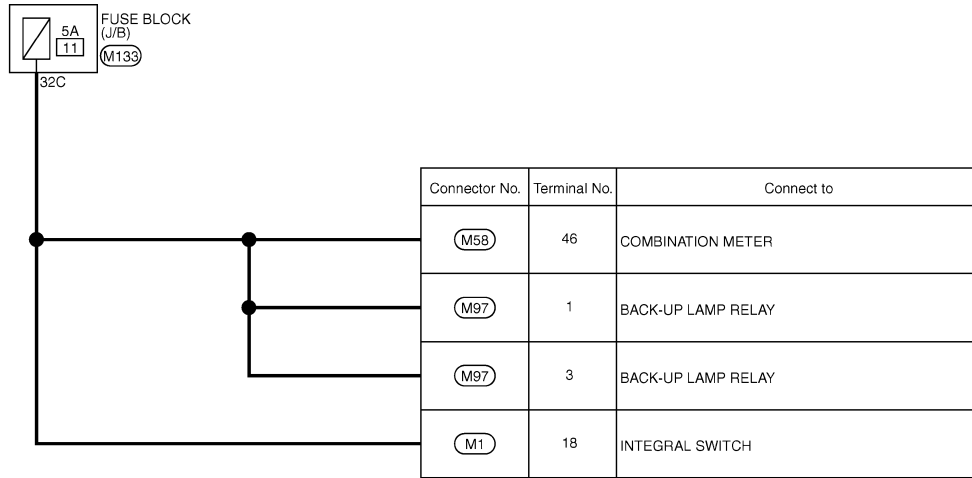 5A
11
FUSE BLOCK
(J/B)
M133
32C
Connector No. Terminal No. Connect to
M58 46 COMBINATION METER
M97 1 BACK-UP LAMP RELAY
M97 3 BACK-UP LAMP RELAY
M1 18 INTEGRAL SWITCH